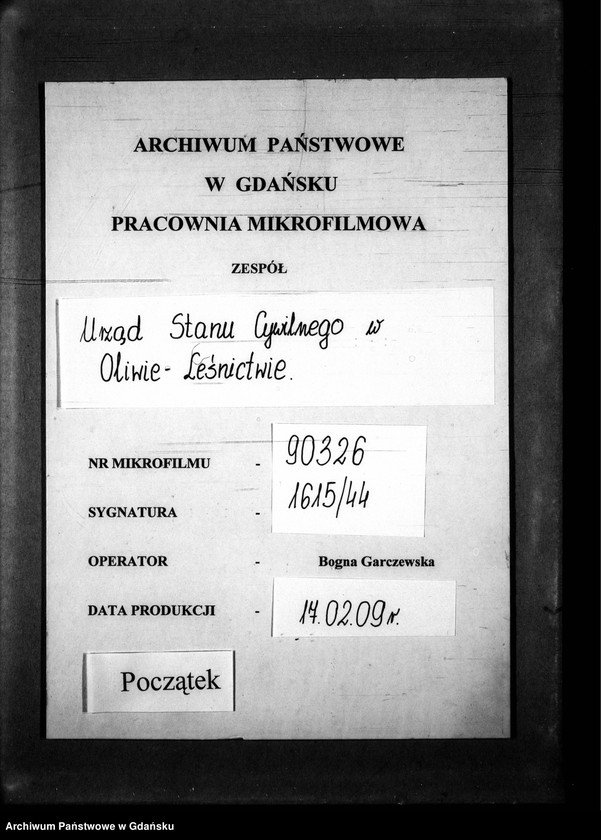 ARCHIWUM PAŃSTWOWE
W GDAŃSKU
PRACOWNIA MIKROFILMOWA
ZESPÓŁ
Urząd Stanu Cywilnego w
Oliwie-Leśnictwie.
NR MIKROFILMU - 90326
SYGNATURA - 1615/44
OPERATOR - Bogna Garczewska
DATA PRODUKCJI - 17.02.09r.
Początek
Archiwum Państwowe w Gdańsku